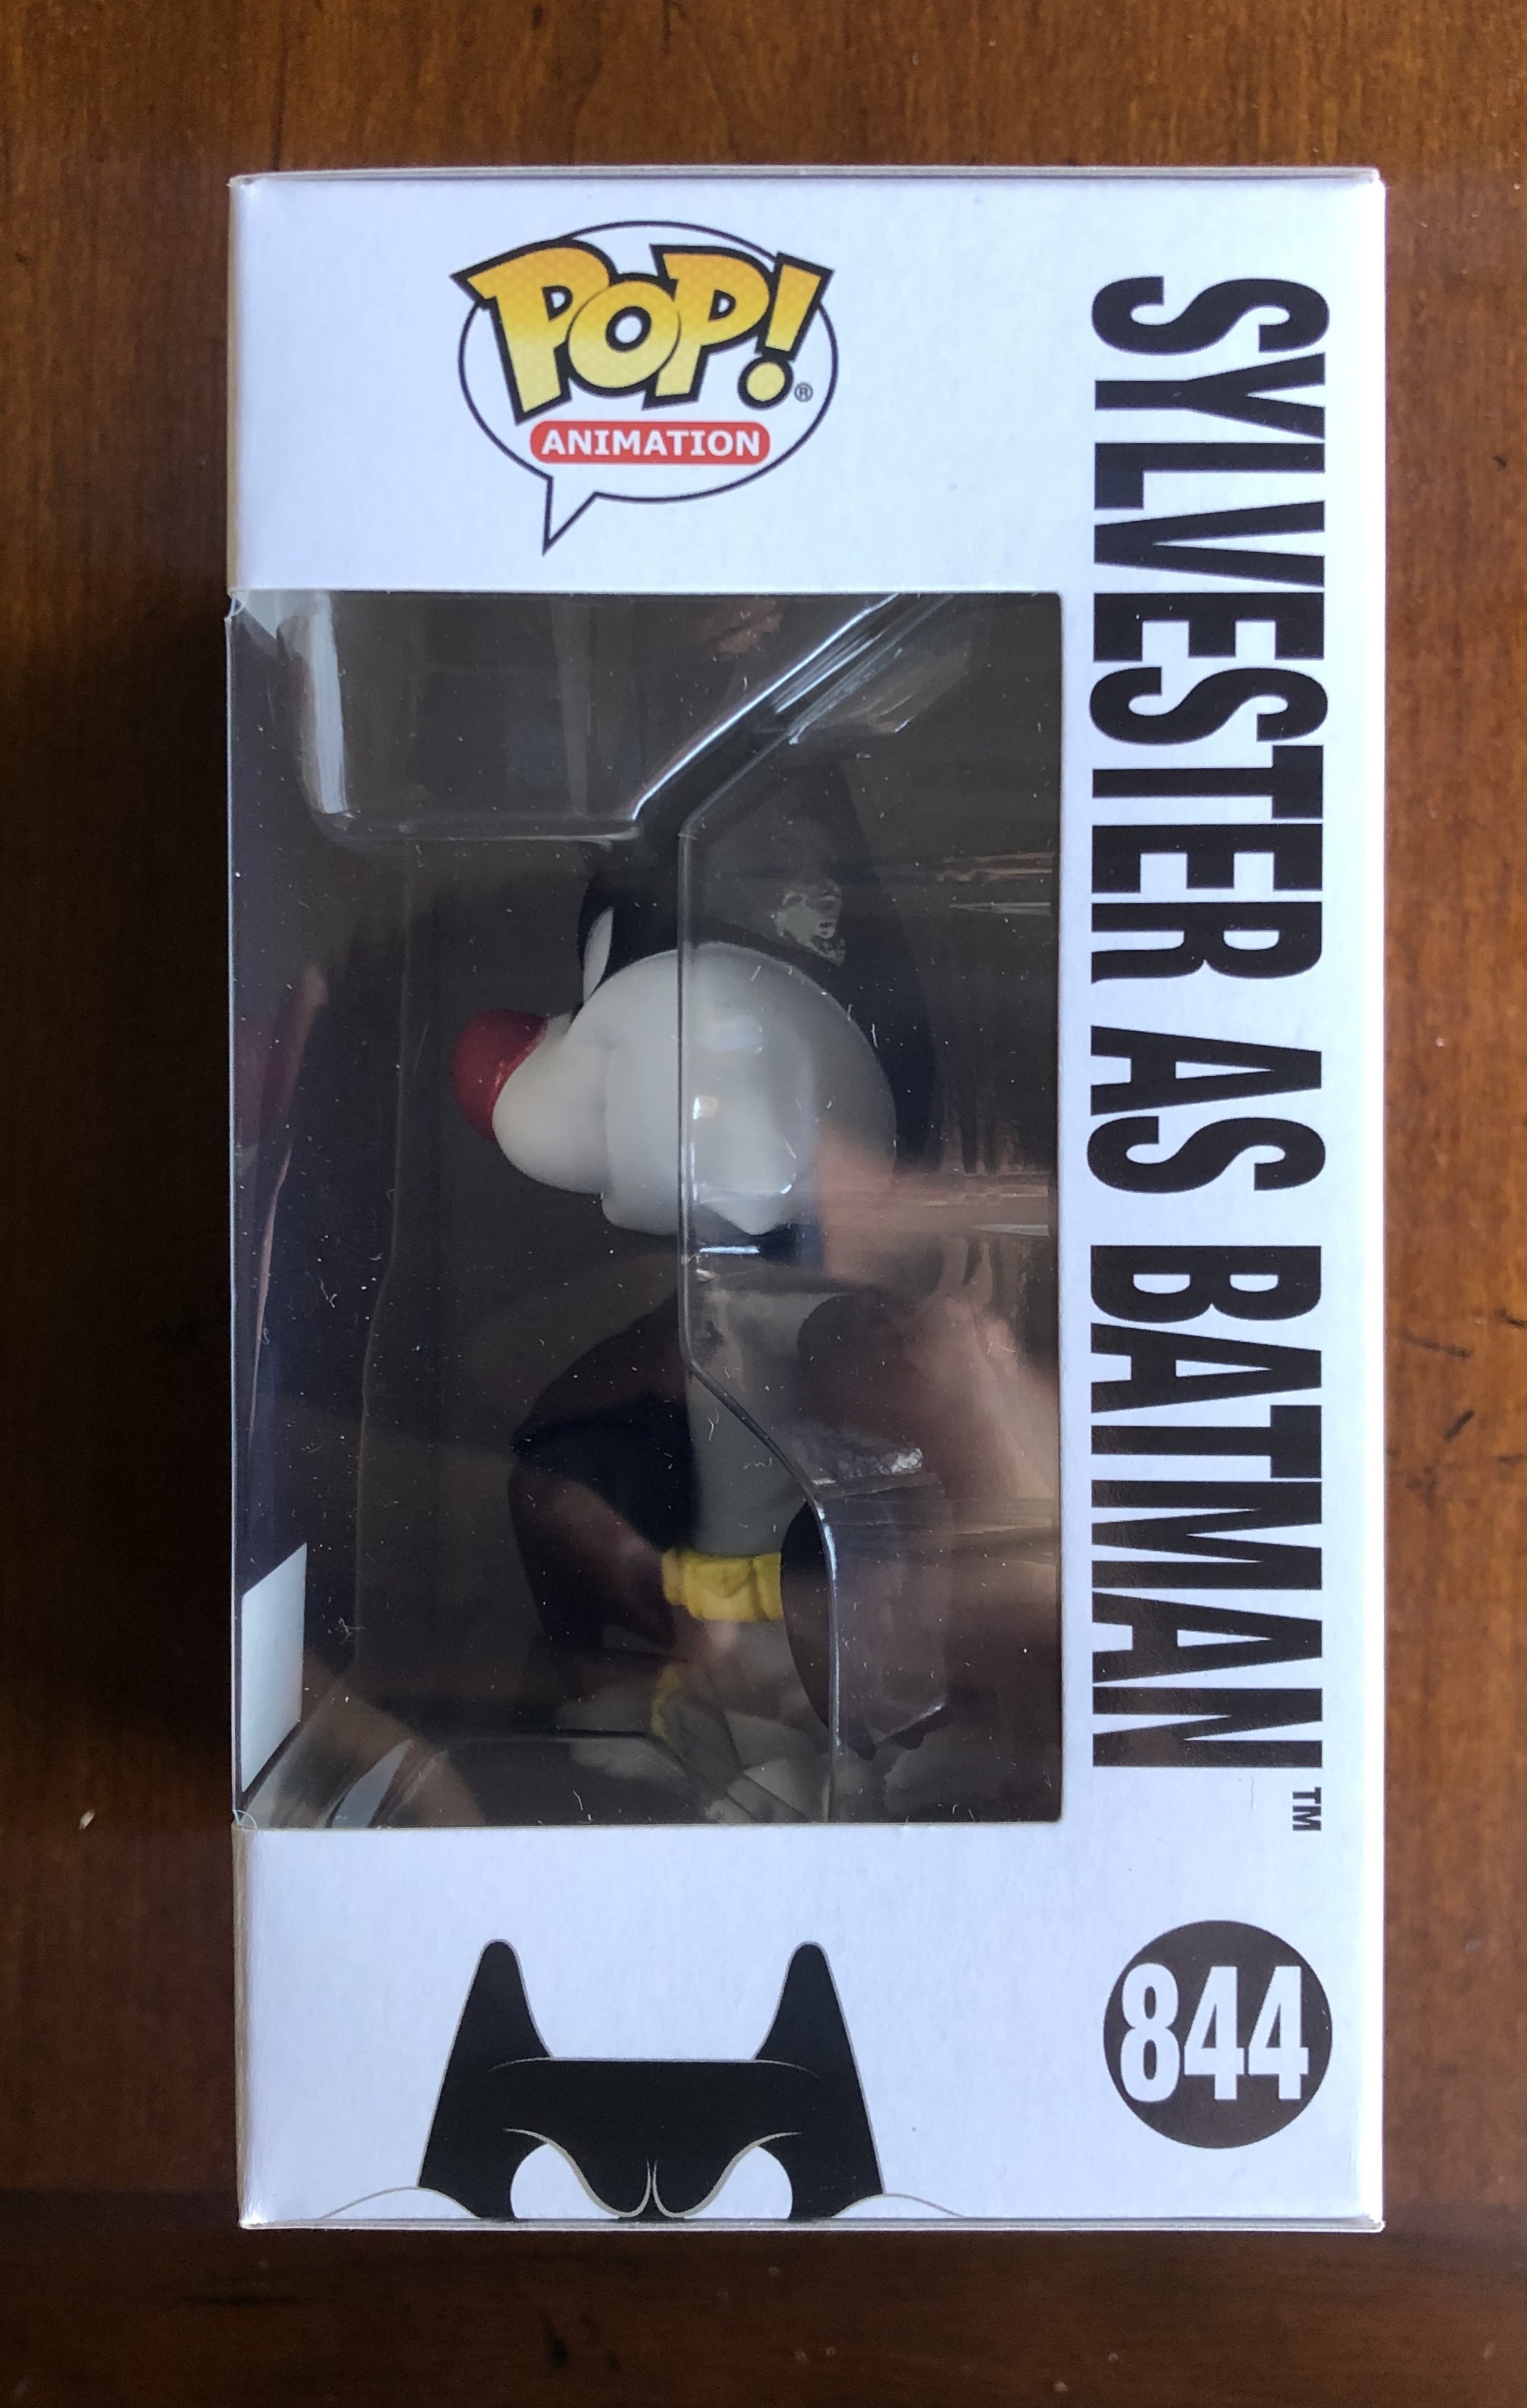 POP!®
ANIMATION
SYLVESTER AS BATMAN™
844